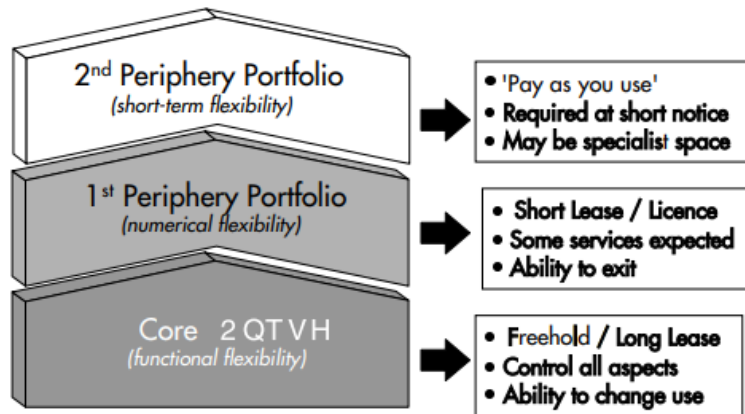 2nd Periphery Portfolio
(short-term flexibility)
• 'Pay as you use'
• Required at short notice
• May be specialist space
1st Periphery Portfolio
(numerical flexibility)
• Short Lease / Licence
• Some services expected
• Ability to exit
Core 2 QTVH
(functional flexibility)
• Freehold / Long Lease
• Control all aspects
• Ability to change use